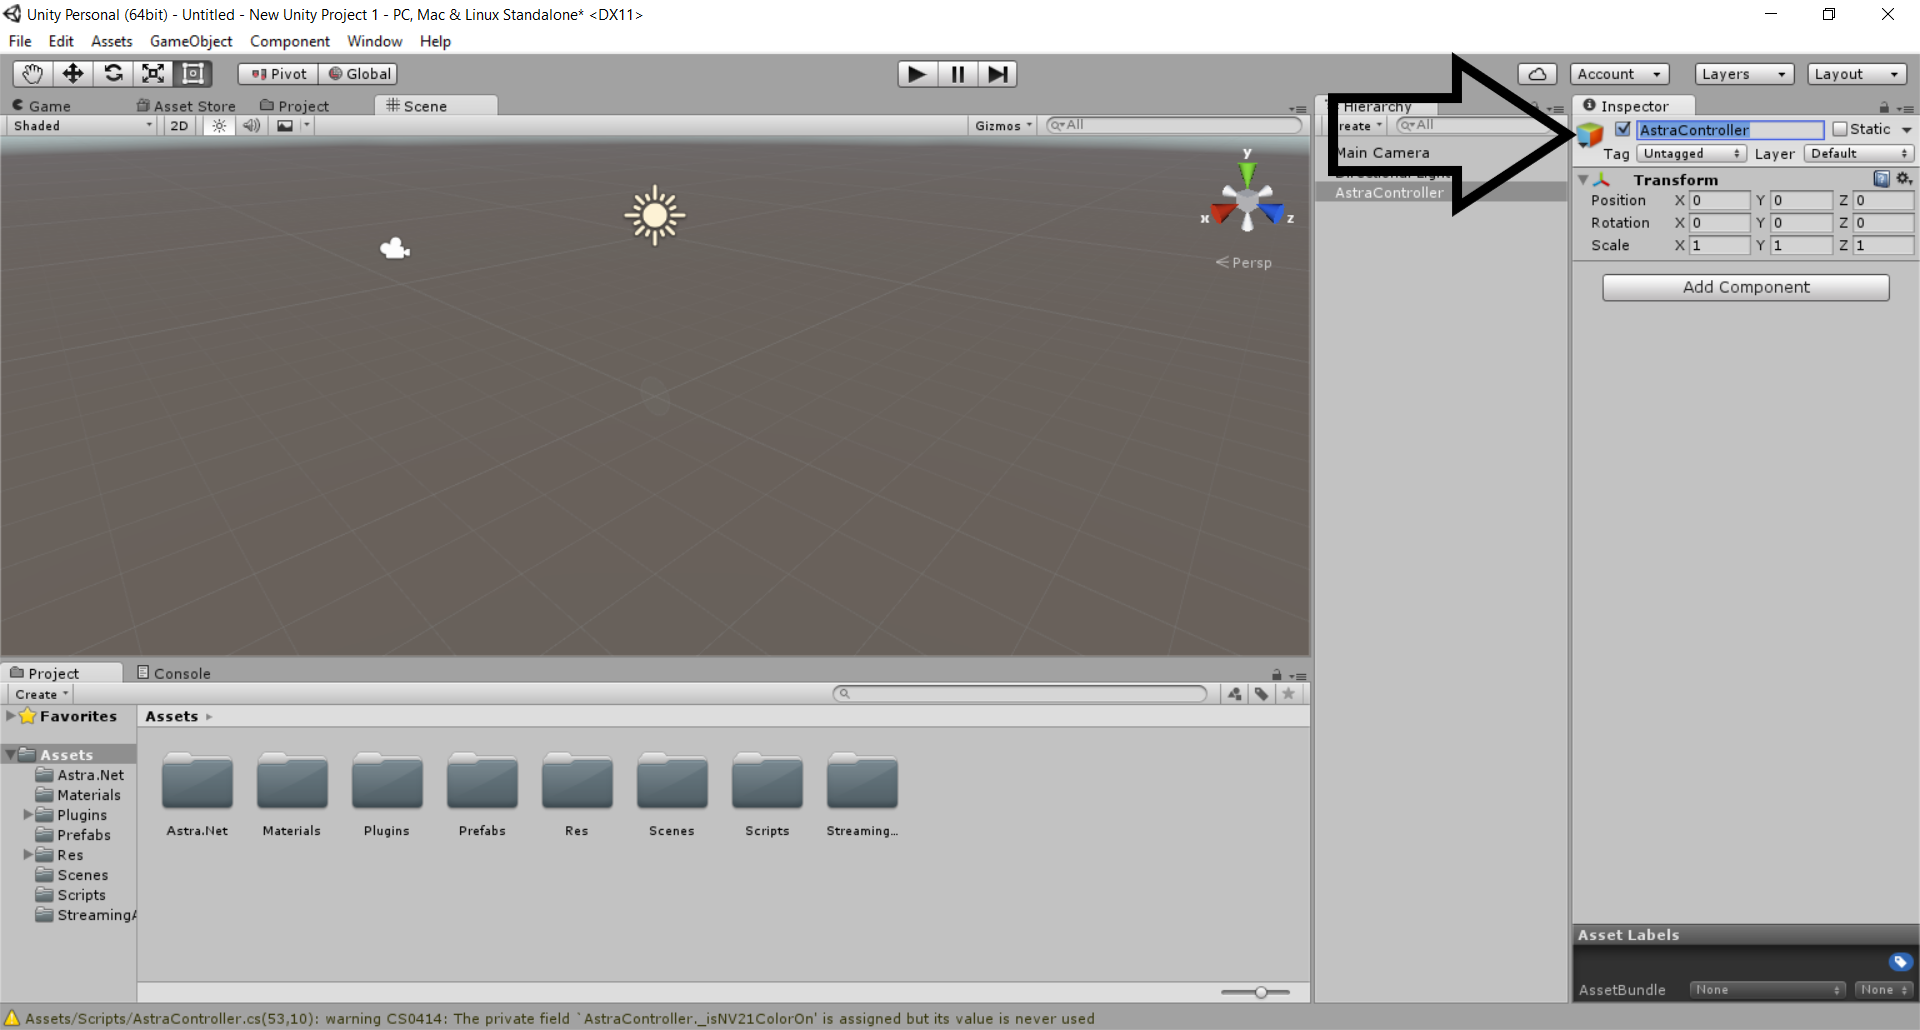 Unity Personal (64bit) - Untitled - New Unity Project 1 - PC, Mac & Linux Standalone* <DX11>
File Edit Assets GameObject Component Window Help
Pivot Global Account Layers Layout
Game Asset Store Project Scene
Shaded 2D Gizmos All
y
x z
Persp
Hierarchy
reate All
Main Camera
Directional Light
AstraController
Inspector
AstraController Static
Tag Untagged Layer Default
Transform
Position X 0 Y 0 Z 0
Rotation X 0 Y 0 Z 0
Scale X 1 Y 1 Z 1
Add Component
Project Console
Create
Favorites
Assets
Astra.Net
Materials
Plugins
Prefabs
Res
Scenes
Scripts
StreamingA
Assets
Astra.Net Materials Plugins Prefabs Res Scenes Scripts Streaming...
Asset Labels
AssetBundle None None
Assets/Scripts/AstraController.cs(53,10): warning CS0414: The private field `AstraController._isNV21ColorOn' is assigned but its value is never used